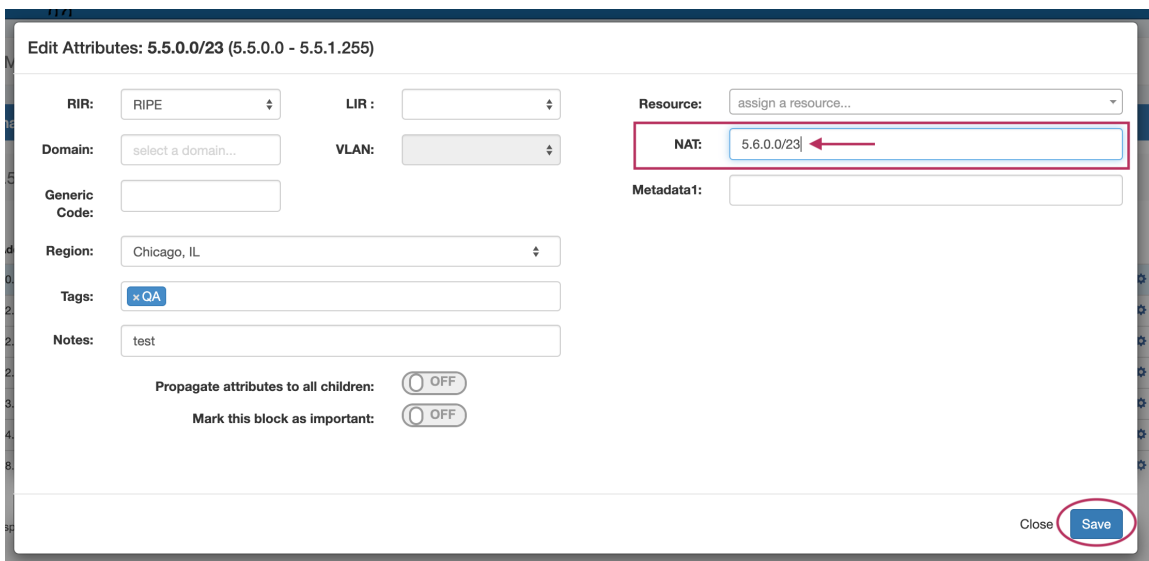 Edit Attributes: 5.5.0.0/23 (5.5.0.0 - 5.5.1.255)
RIR: RIPE LIR : Resource: assign a resource...
Domain: select a domain... VLAN: NAT: 5.6.0.0/23
Generic Code: Metadata1:
Region: Chicago, IL
Tags: ×QA
Notes: test
Propagate attributes to all children: OFF
Mark this block as important: OFF
Close Save